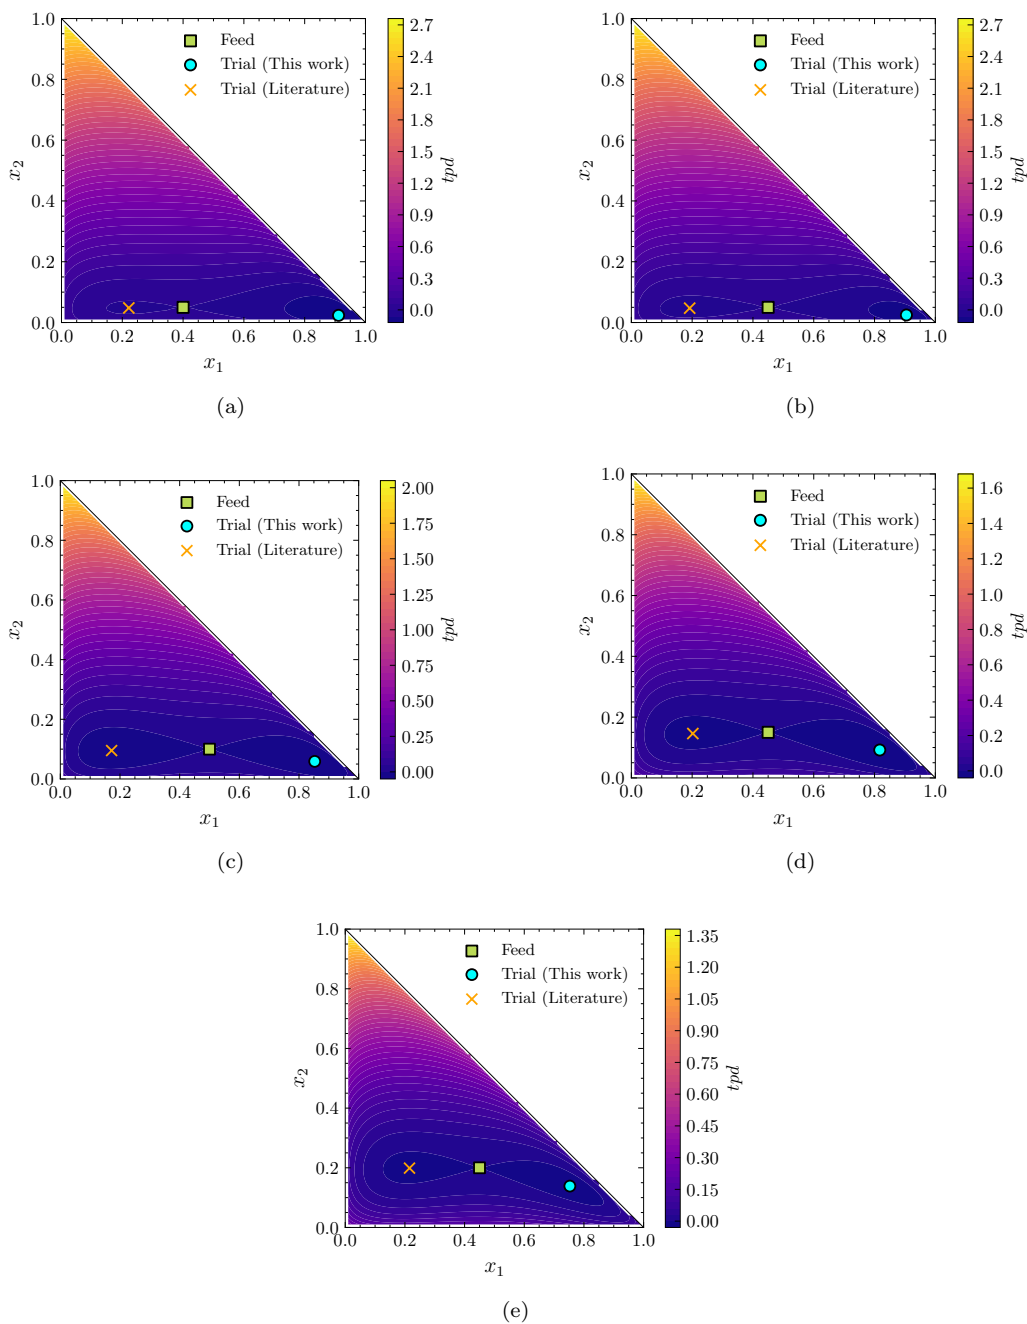 1.0
0.8
0.6
0.4
0.2
0.0
x2
0.0 0.2 0.4 0.6 0.8 1.0
x1
Feed
Trial (This work)
Trial (Literature)
2.7
2.4
2.1
1.8
1.5
1.2
0.9
0.6
0.3
0.0
tpd
(a)
1.0
0.8
0.6
0.4
0.2
0.0
x2
0.0 0.2 0.4 0.6 0.8 1.0
x1
Feed
Trial (This work)
Trial (Literature)
2.7
2.4
2.1
1.8
1.5
1.2
0.9
0.6
0.3
0.0
tpd
(b)
1.0
0.8
0.6
0.4
0.2
0.0
x2
0.0 0.2 0.4 0.6 0.8 1.0
x1
Feed
Trial (This work)
Trial (Literature)
2.00
1.75
1.50
1.25
1.00
0.75
0.50
0.25
0.00
tpd
(c)
1.0
0.8
0.6
0.4
0.2
0.0
x2
0.0 0.2 0.4 0.6 0.8 1.0
x1
Feed
Trial (This work)
Trial (Literature)
1.6
1.4
1.2
1.0
0.8
0.6
0.4
0.2
0.0
tpd
(d)
1.0
0.8
0.6
0.4
0.2
0.0
x2
0.0 0.2 0.4 0.6 0.8 1.0
x1
Feed
Trial (This work)
Trial (Literature)
1.35
1.20
1.05
0.90
0.75
0.60
0.45
0.30
0.15
0.00
tpd
(e)